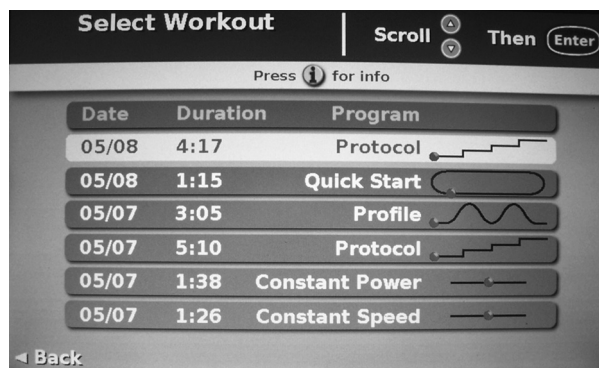 Select Workout
Scroll Then Enter
Press i for info
Date Duration Program
05/08 4:17 Protocol
05/08 1:15 Quick Start
05/07 3:05 Profile
05/07 5:10 Protocol
05/07 1:38 Constant Power
05/07 1:26 Constant Speed
Back